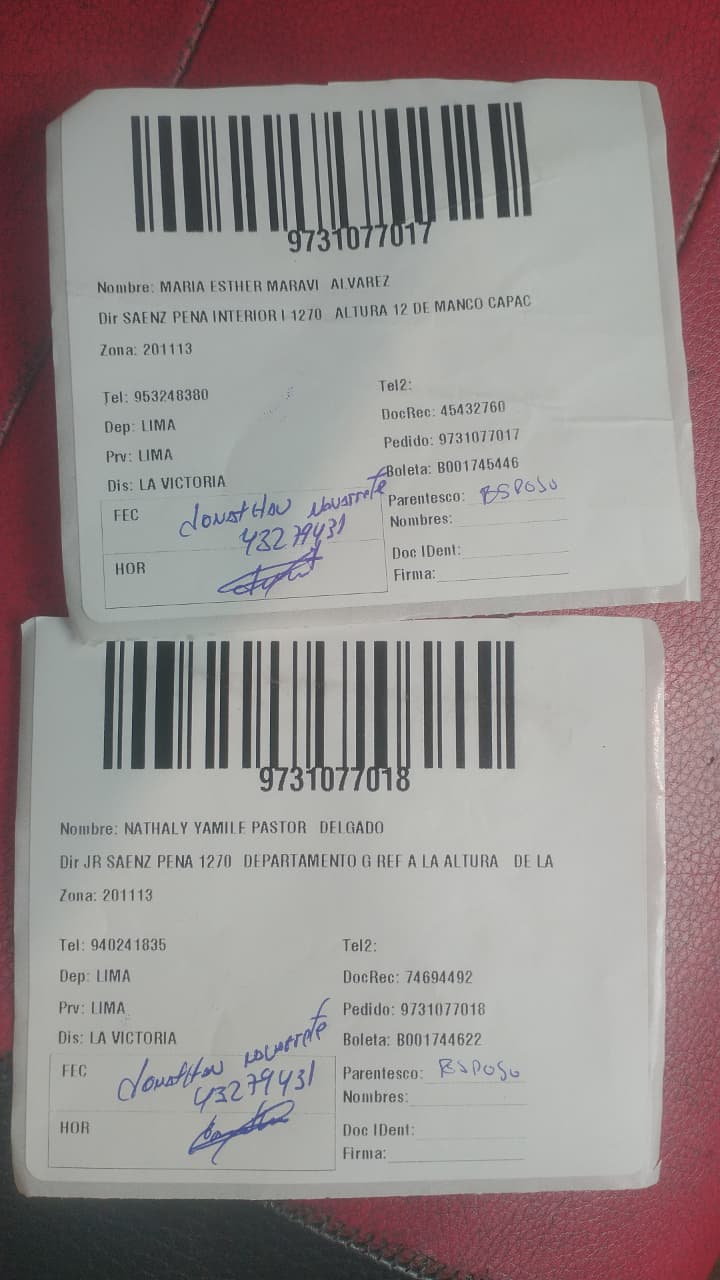 9731077017
Nombre: MARIA ESTHER MARAVI ALVAREZ
Dir SAENZ PENA INTERIOR I 1270 ALTURA 12 DE MANCO CAPAC
Zona: 201113
Tel: 953248380
Tel2:
Dep: LIMA
DocRec: 45432760
Prv: LIMA
Pedido: 9731077017
Dis: LA VICTORIA
Boleta: B001745446
FEC
Jonathan Navarrete
Parentesco: ESPOSO
43279431
Nombres:
HOR
Doc IDent:
Firma:
9731077018
Nombre: NATHALY YAMILE PASTOR DELGADO
Dir JR SAENZ PENA 1270 DEPARTAMENTO G REF A LA ALTURA DE LA
Zona: 201113
Tel: 940241835
Tel2:
Dep: LIMA
DocRec: 74694492
Prv: LIMA
Pedido: 9731077018
Dis: LA VICTORIA
Boleta: B001744622
FEC
Jonathan Navarrete
Parentesco: ESPOSO
43279431
Nombres:
HOR
Doc IDent:
Firma: